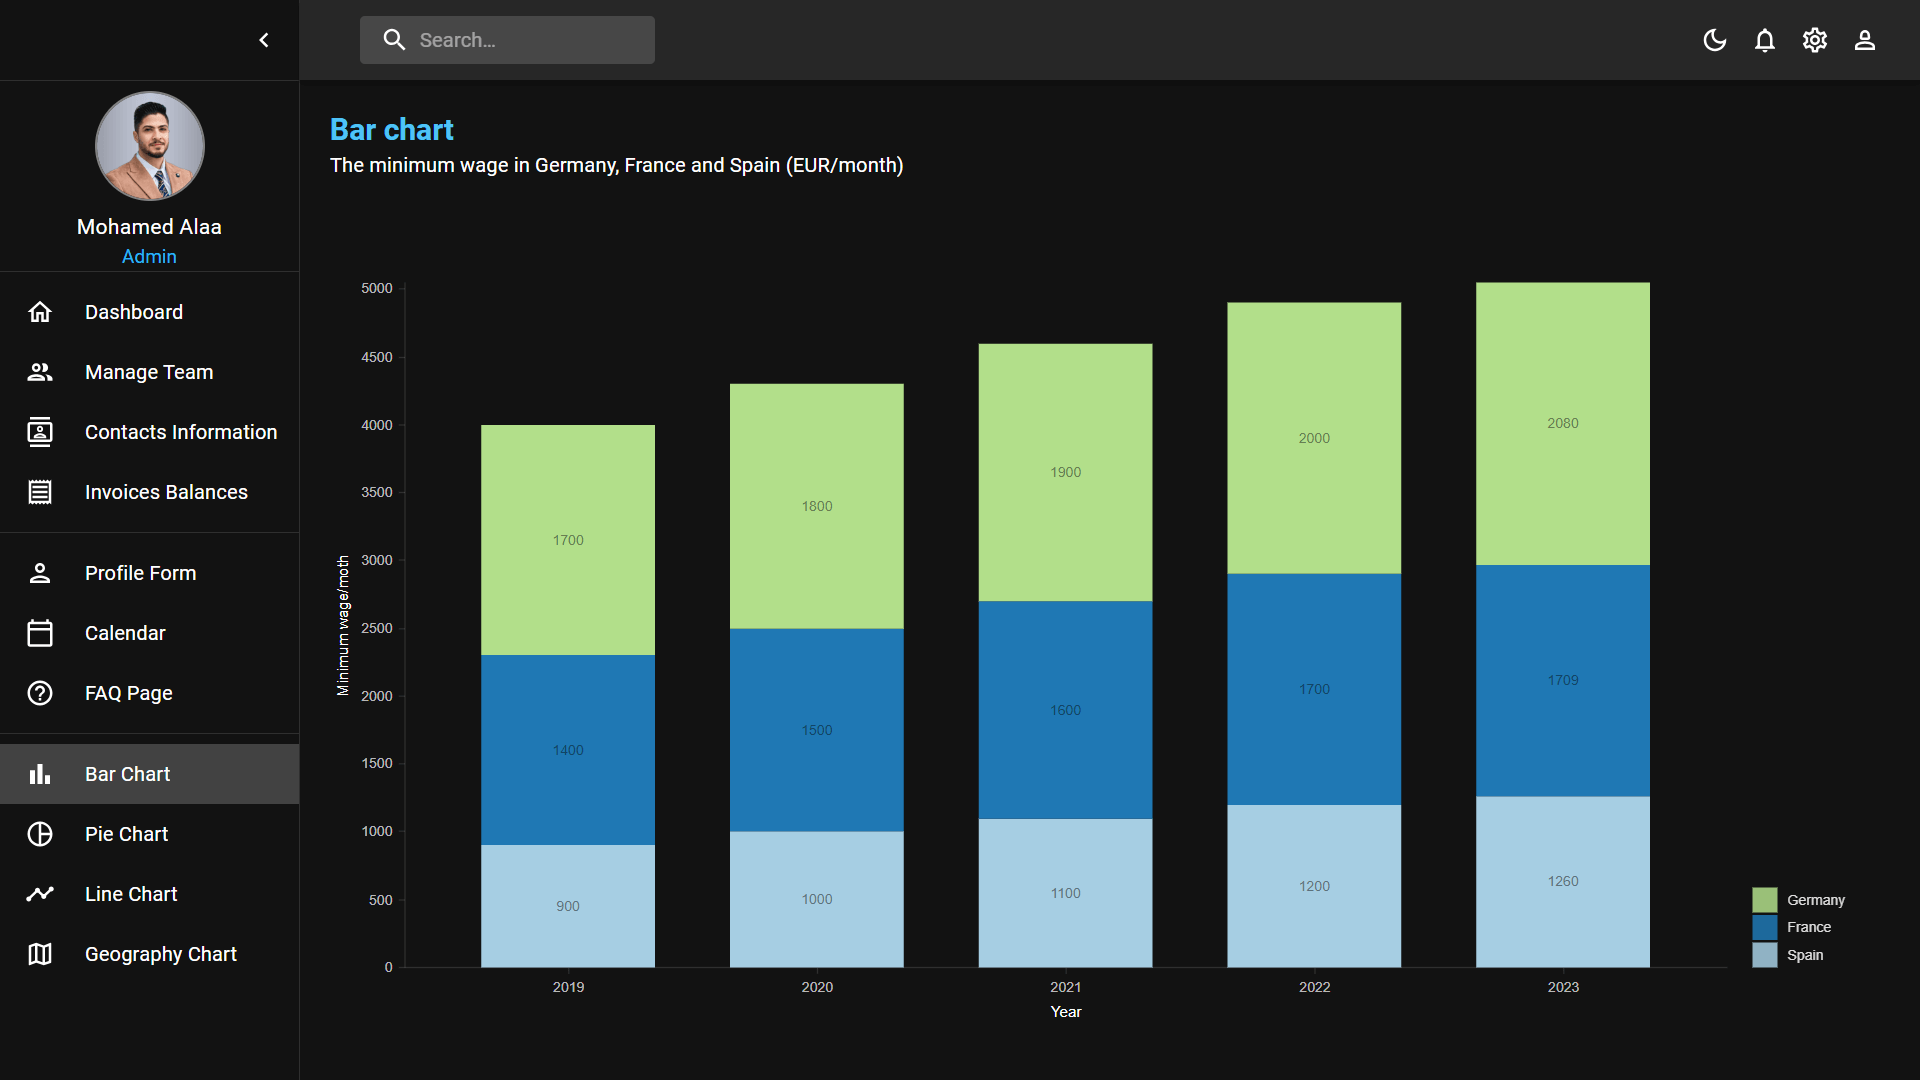 Search...
Mohamed Alaa
Admin
Dashboard
Manage Team
Contacts Information
Invoices Balances
Profile Form
Calendar
FAQ Page
Bar Chart
Pie Chart
Line Chart
Geography Chart
Bar chart
The minimum wage in Germany, France and Spain (EUR/month)
Minimum wage/moth
5000
4500
4000
3500
3000
2500
2000
1500
1000
500
0
1700
1400
900
1800
1500
1000
1900
1600
1100
2000
1700
1200
2080
1709
1260
2019
2020
2021
2022
2023
Year
Germany
France
Spain